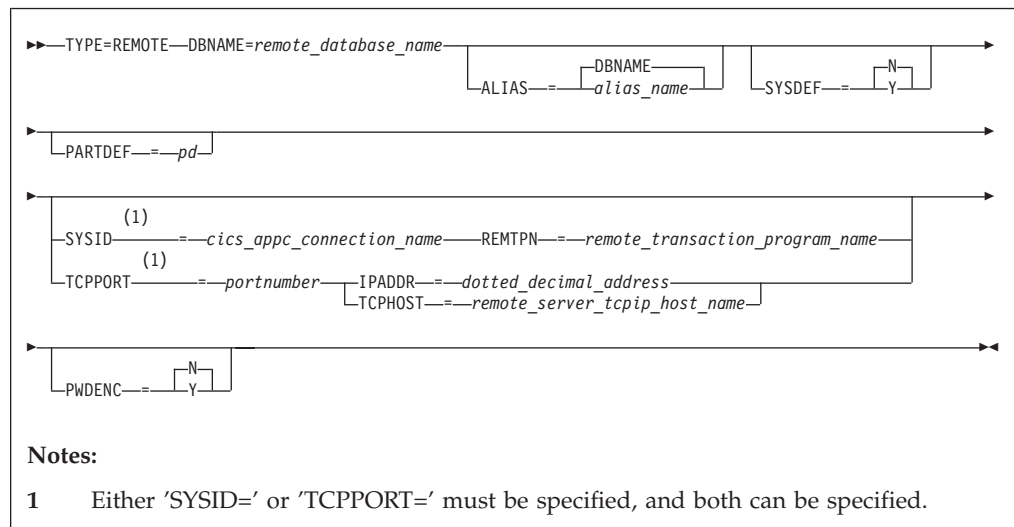 TYPE=REMOTE DBNAME=remote_database_name
ALIAS = DBNAME
alias_name
SYSDEF = N
Y
PARTDEF = pd
(1)
SYSID = cics_appc_connection_name REMTPN = remote_transaction_program_name
(1)
TCPPORT = portnumber IPADDR = dotted_decimal_address
TCPHOST = remote_server_tcpip_host_name
PWDENC = N
Y
Notes:
1 Either 'SYSID=' or 'TCPPORT=' must be specified, and both can be specified.